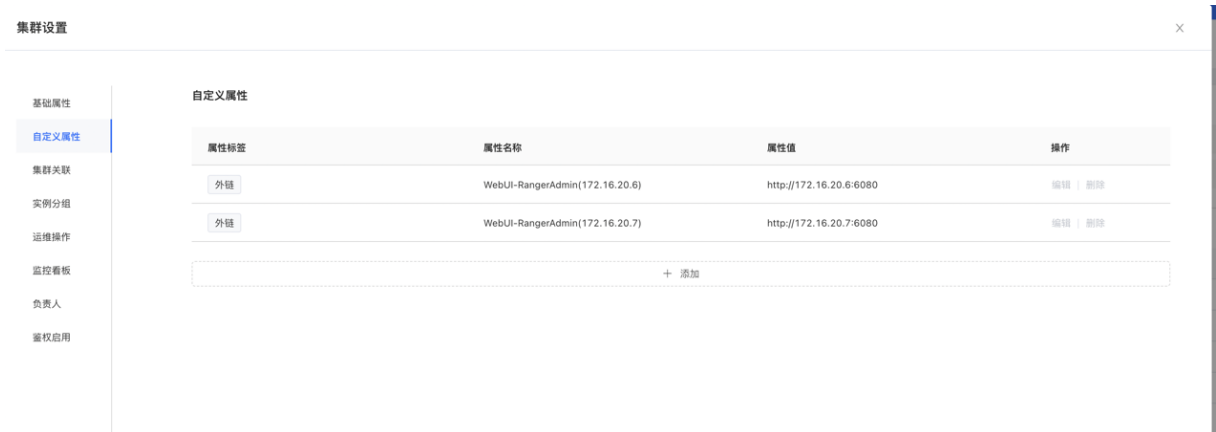 集群设置
基础属性
自定义属性
集群关联
实例分组
运维操作
监控看板
负责人
鉴权启用
自定义属性
属性标签 属性名称 属性值 操作
外链 WebUI-RangerAdmin(172.16.20.6) http://172.16.20.6:6080 编辑 | 删除
外链 WebUI-RangerAdmin(172.16.20.7) http://172.16.20.7:6080 编辑 | 删除
+ 添加